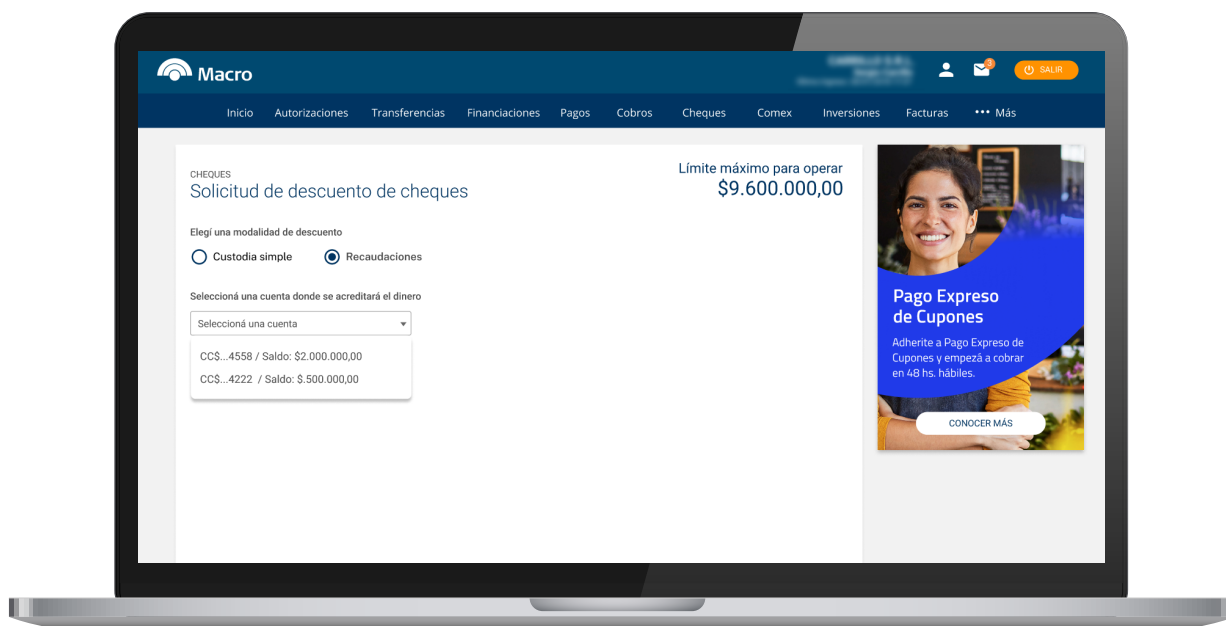 Macro
3
SALIR
Inicio Autorizaciones Transferencias Financiaciones Pagos Cobros Cheques Comex Inversiones Facturas ••• Más
CHEQUES
Solicitud de descuento de cheques
Límite máximo para operar
$9.600.000,00
Elegí una modalidad de descuento
Custodia simple Recaudaciones
Seleccioná una cuenta donde se acreditará el dinero
Seleccioná una cuenta
CC$...4558 / Saldo: $2.000.000,00
CC$...4222 / Saldo: $.500.000,00
Pago Expreso
de Cupones
Adherite a Pago Expreso de
Cupones y empezá a cobrar
en 48 hs. hábiles.
CONOCER MÁS